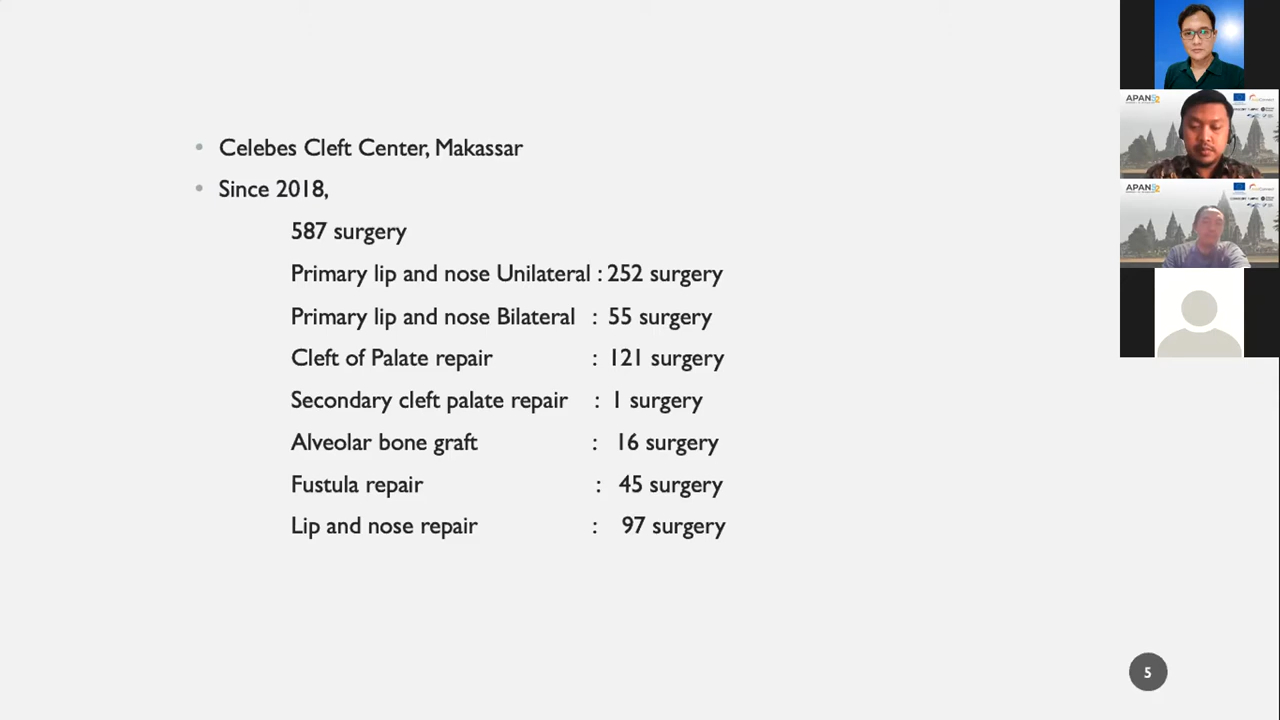 Celebes Cleft Center, Makassar
Since 2018,
587 surgery
Primary lip and nose Unilateral : 252 surgery
Primary lip and nose Bilateral : 55 surgery
Cleft of Palate repair : 121 surgery
Secondary cleft palate repair : 1 surgery
Alveolar bone graft : 16 surgery
Fustula repair : 45 surgery
Lip and nose repair : 97 surgery
5
APAN52
APAN52